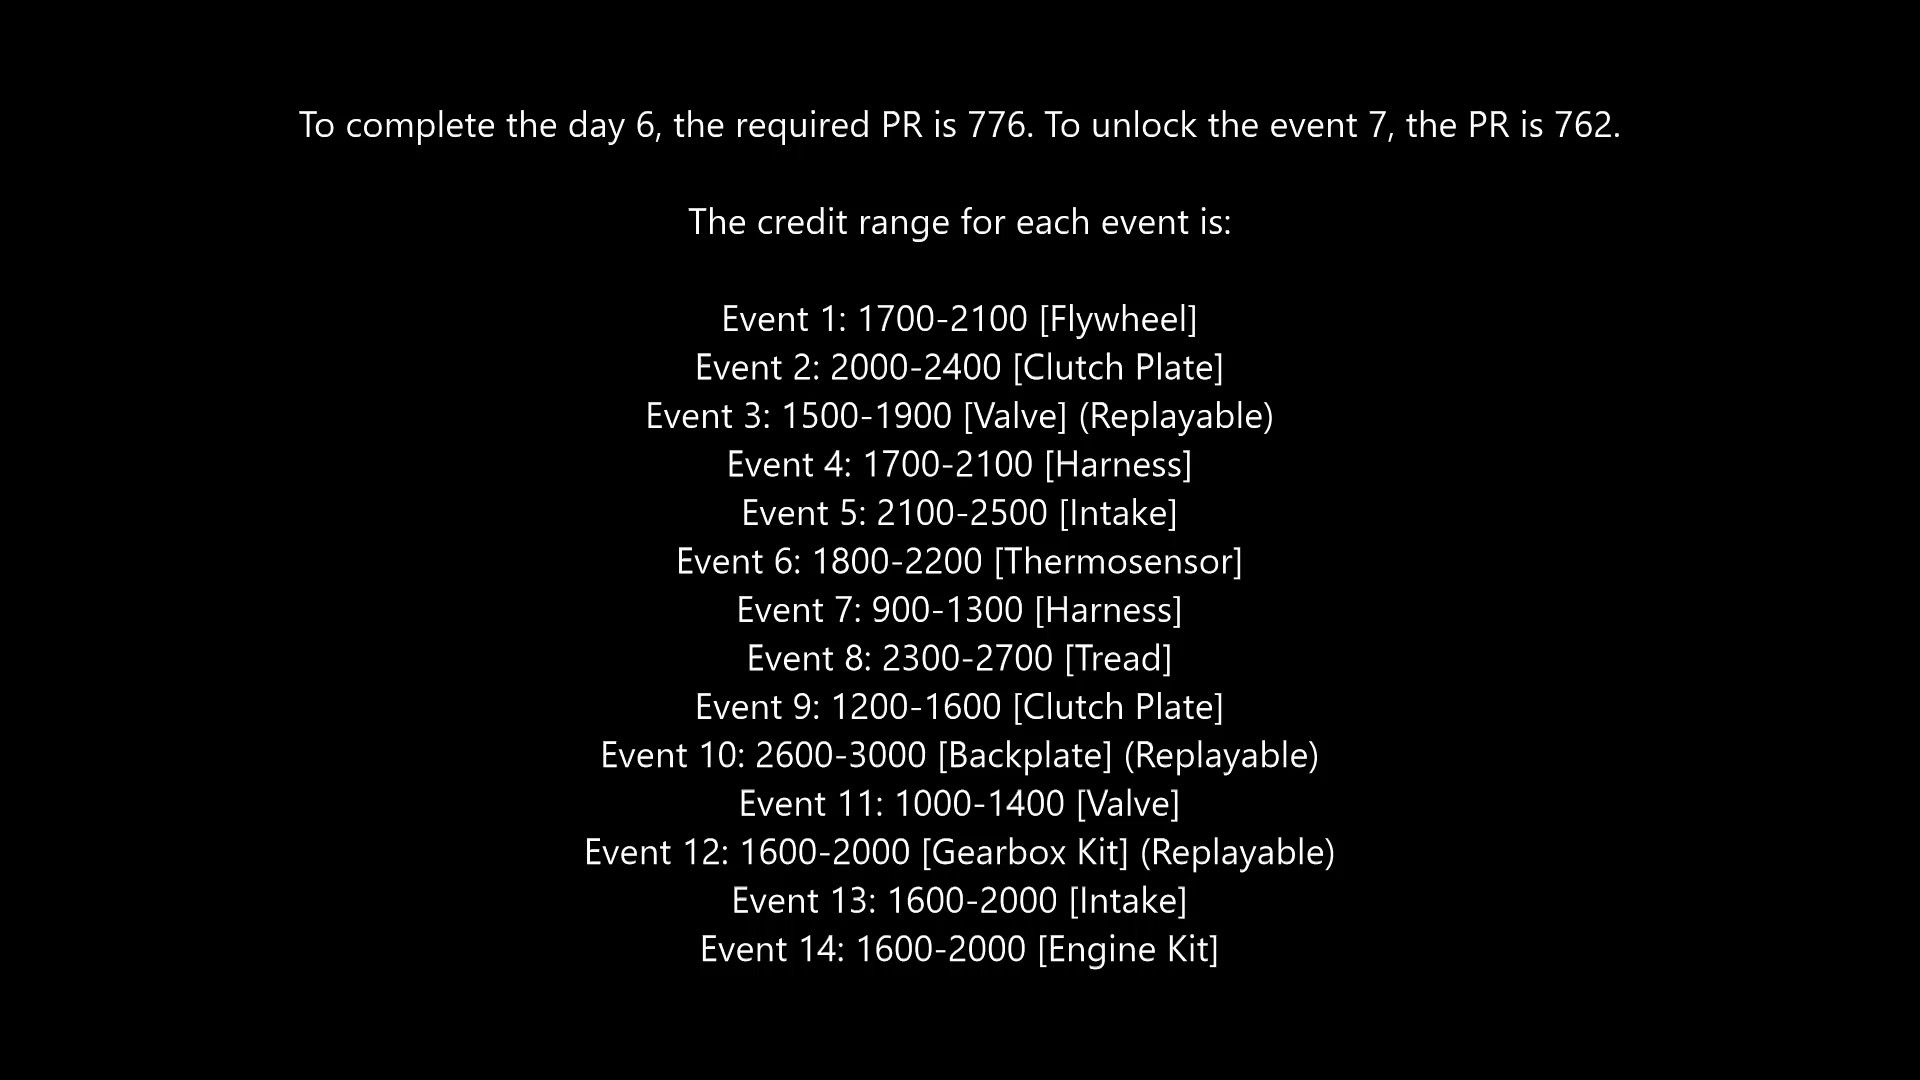 To complete the day 6, the required PR is 776. To unlock the event 7, the PR is 762.
The credit range for each event is:
Event 1: 1700-2100 [Flywheel]
Event 2: 2000-2400 [Clutch Plate]
Event 3: 1500-1900 [Valve] (Replayable)
Event 4: 1700-2100 [Harness]
Event 5: 2100-2500 [Intake]
Event 6: 1800-2200 [Thermosensor]
Event 7: 900-1300 [Harness]
Event 8: 2300-2700 [Tread]
Event 9: 1200-1600 [Clutch Plate]
Event 10: 2600-3000 [Backplate] (Replayable)
Event 11: 1000-1400 [Valve]
Event 12: 1600-2000 [Gearbox Kit] (Replayable)
Event 13: 1600-2000 [Intake]
Event 14: 1600-2000 [Engine Kit]